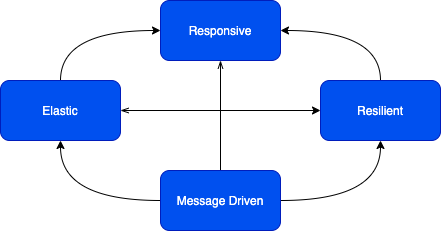 Responsive
Elastic
Resilient
Message Driven